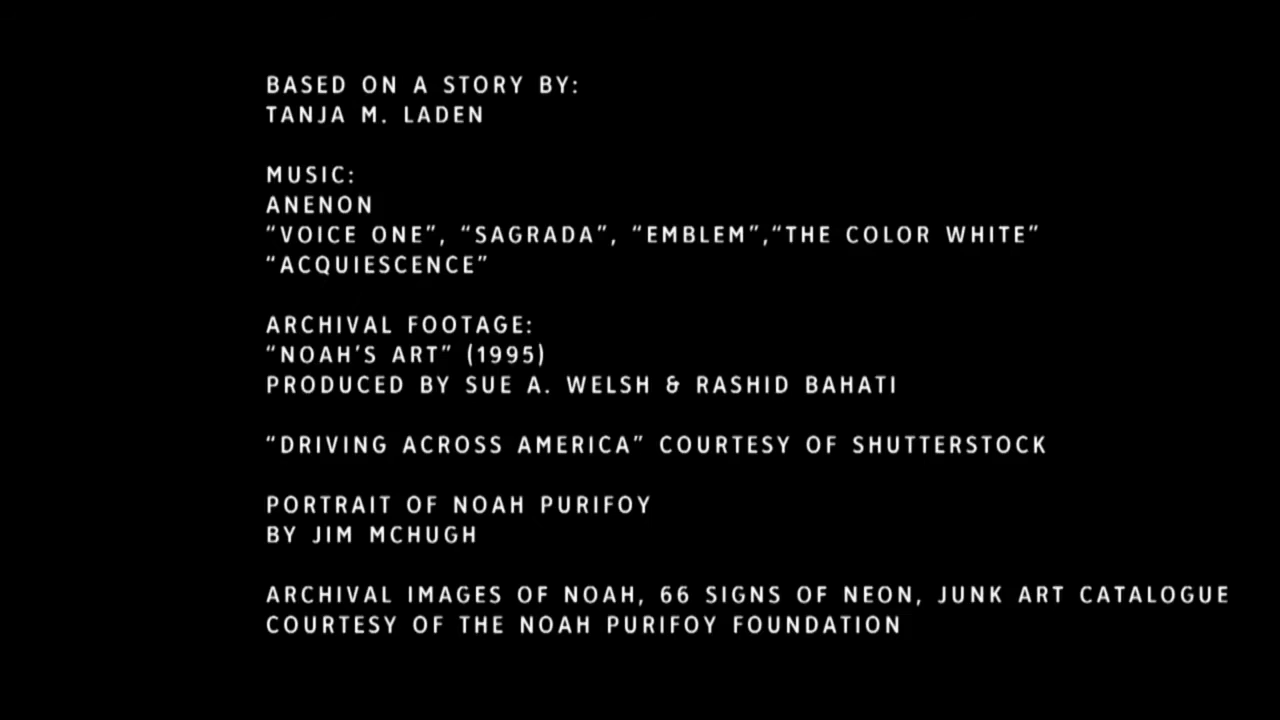 BASED ON A STORY BY:
TANJA M. LADEN
MUSIC:
ANENON
“VOICE ONE”, “SAGRADA”, “EMBLEM”,“THE COLOR WHITE”
“ACQUIESCENCE”
ARCHIVAL FOOTAGE:
“NOAH’S ART” (1995)
PRODUCED BY SUE A. WELSH & RASHID BAHATI
“DRIVING ACROSS AMERICA” COURTESY OF SHUTTERSTOCK
PORTRAIT OF NOAH PURIFOY
BY JIM MCHUGH
ARCHIVAL IMAGES OF NOAH, 66 SIGNS OF NEON, JUNK ART CATALOGUE
COURTESY OF THE NOAH PURIFOY FOUNDATION